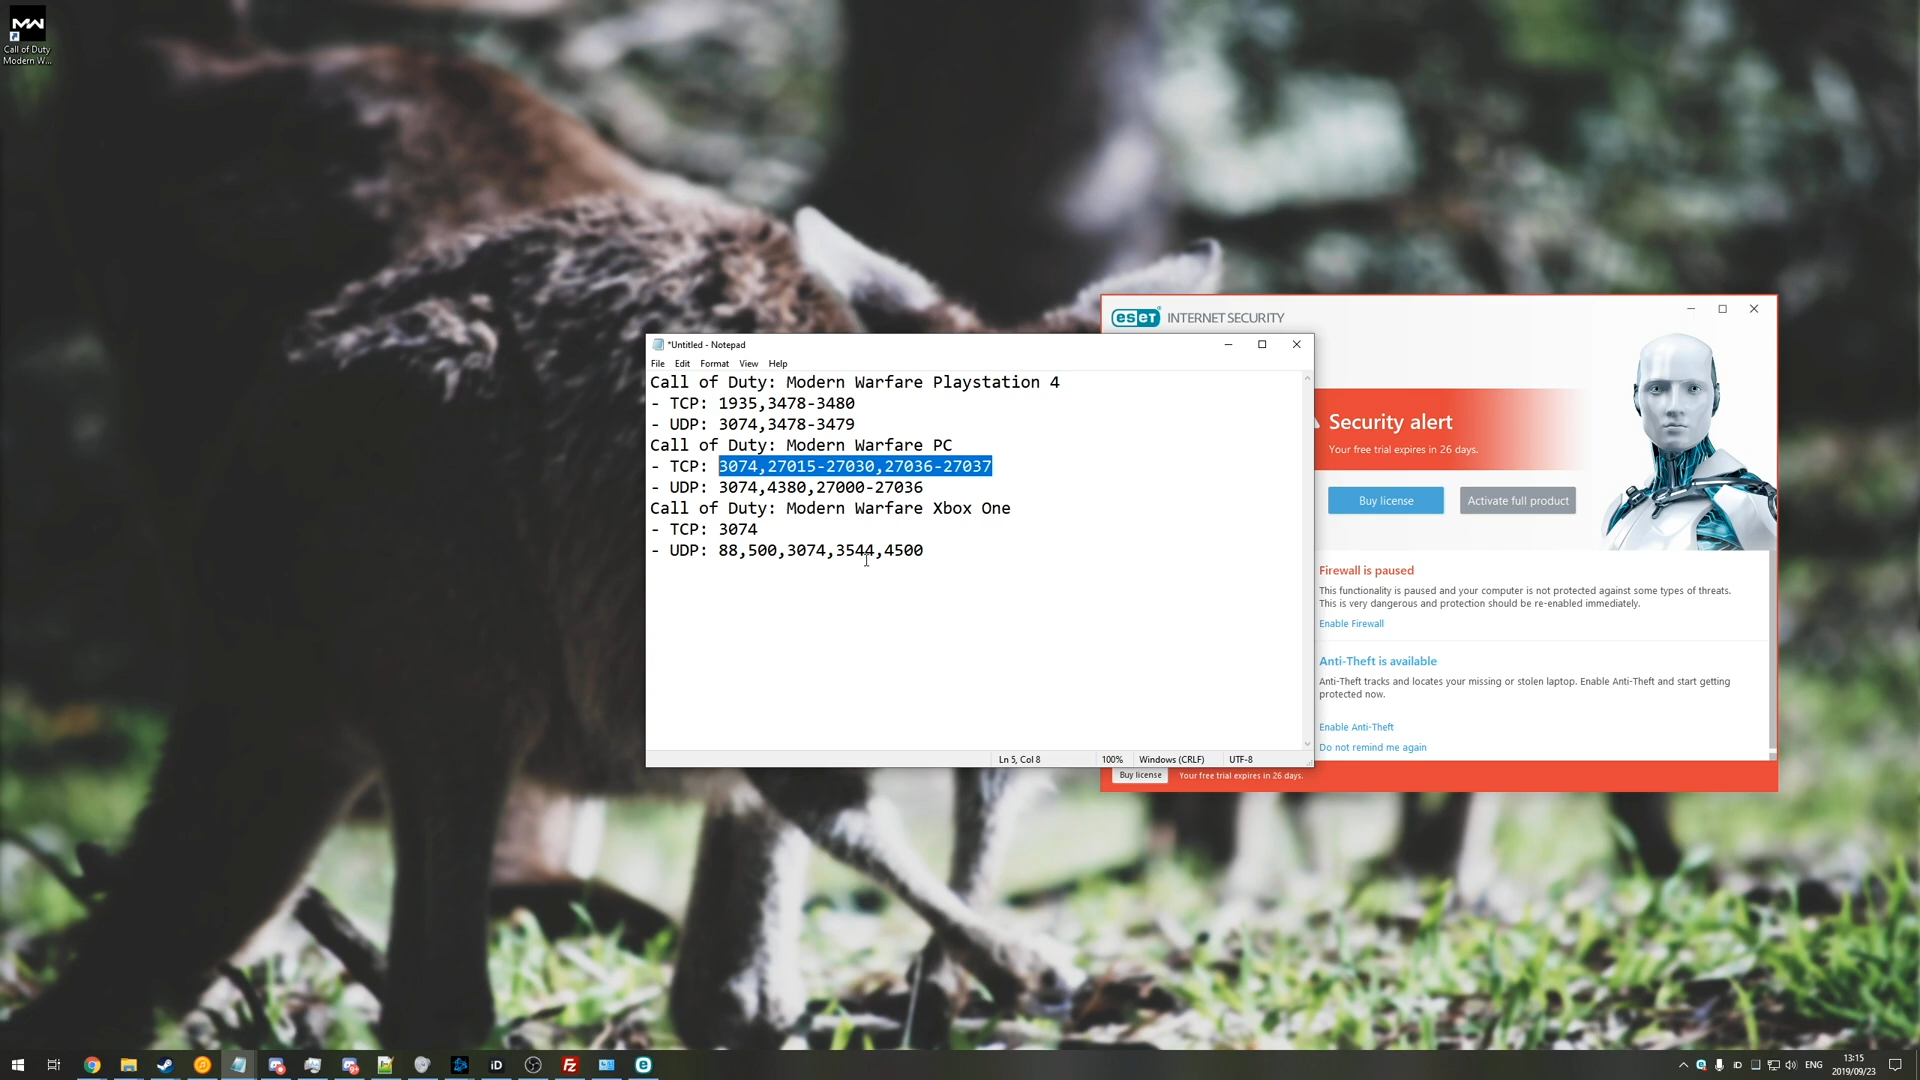 MW
Call of Duty
Modern W...
eseT INTERNET SECURITY
*Untitled - Notepad
File Edit Format View Help
Call of Duty: Modern Warfare Playstation 4
- TCP: 1935,3478-3480
- UDP: 3074,3478-3479
Call of Duty: Modern Warfare PC
- TCP: 3074,27015-27030,27036-27037
- UDP: 3074,4380,27000-27036
Call of Duty: Modern Warfare Xbox One
- TCP: 3074
- UDP: 88,500,3074,3544,4500
Ln 5, Col 8 100% Windows (CRLF) UTF-8
Security alert
Your free trial expires in 26 days.
Buy license Activate full product
Firewall is paused
This functionality is paused and your computer is not protected against some types of threats.
This is very dangerous and protection should be re-enabled immediately.
Enable Firewall
Anti-Theft is available
Anti-Theft tracks and locates your missing or stolen laptop. Enable Anti-Theft and start getting
protected now.
Enable Anti-Theft
Do not remind me again
Buy license Your free trial expires in 26 days.
iD
FZ
e
iD
ENG
13:15
2019/09/23